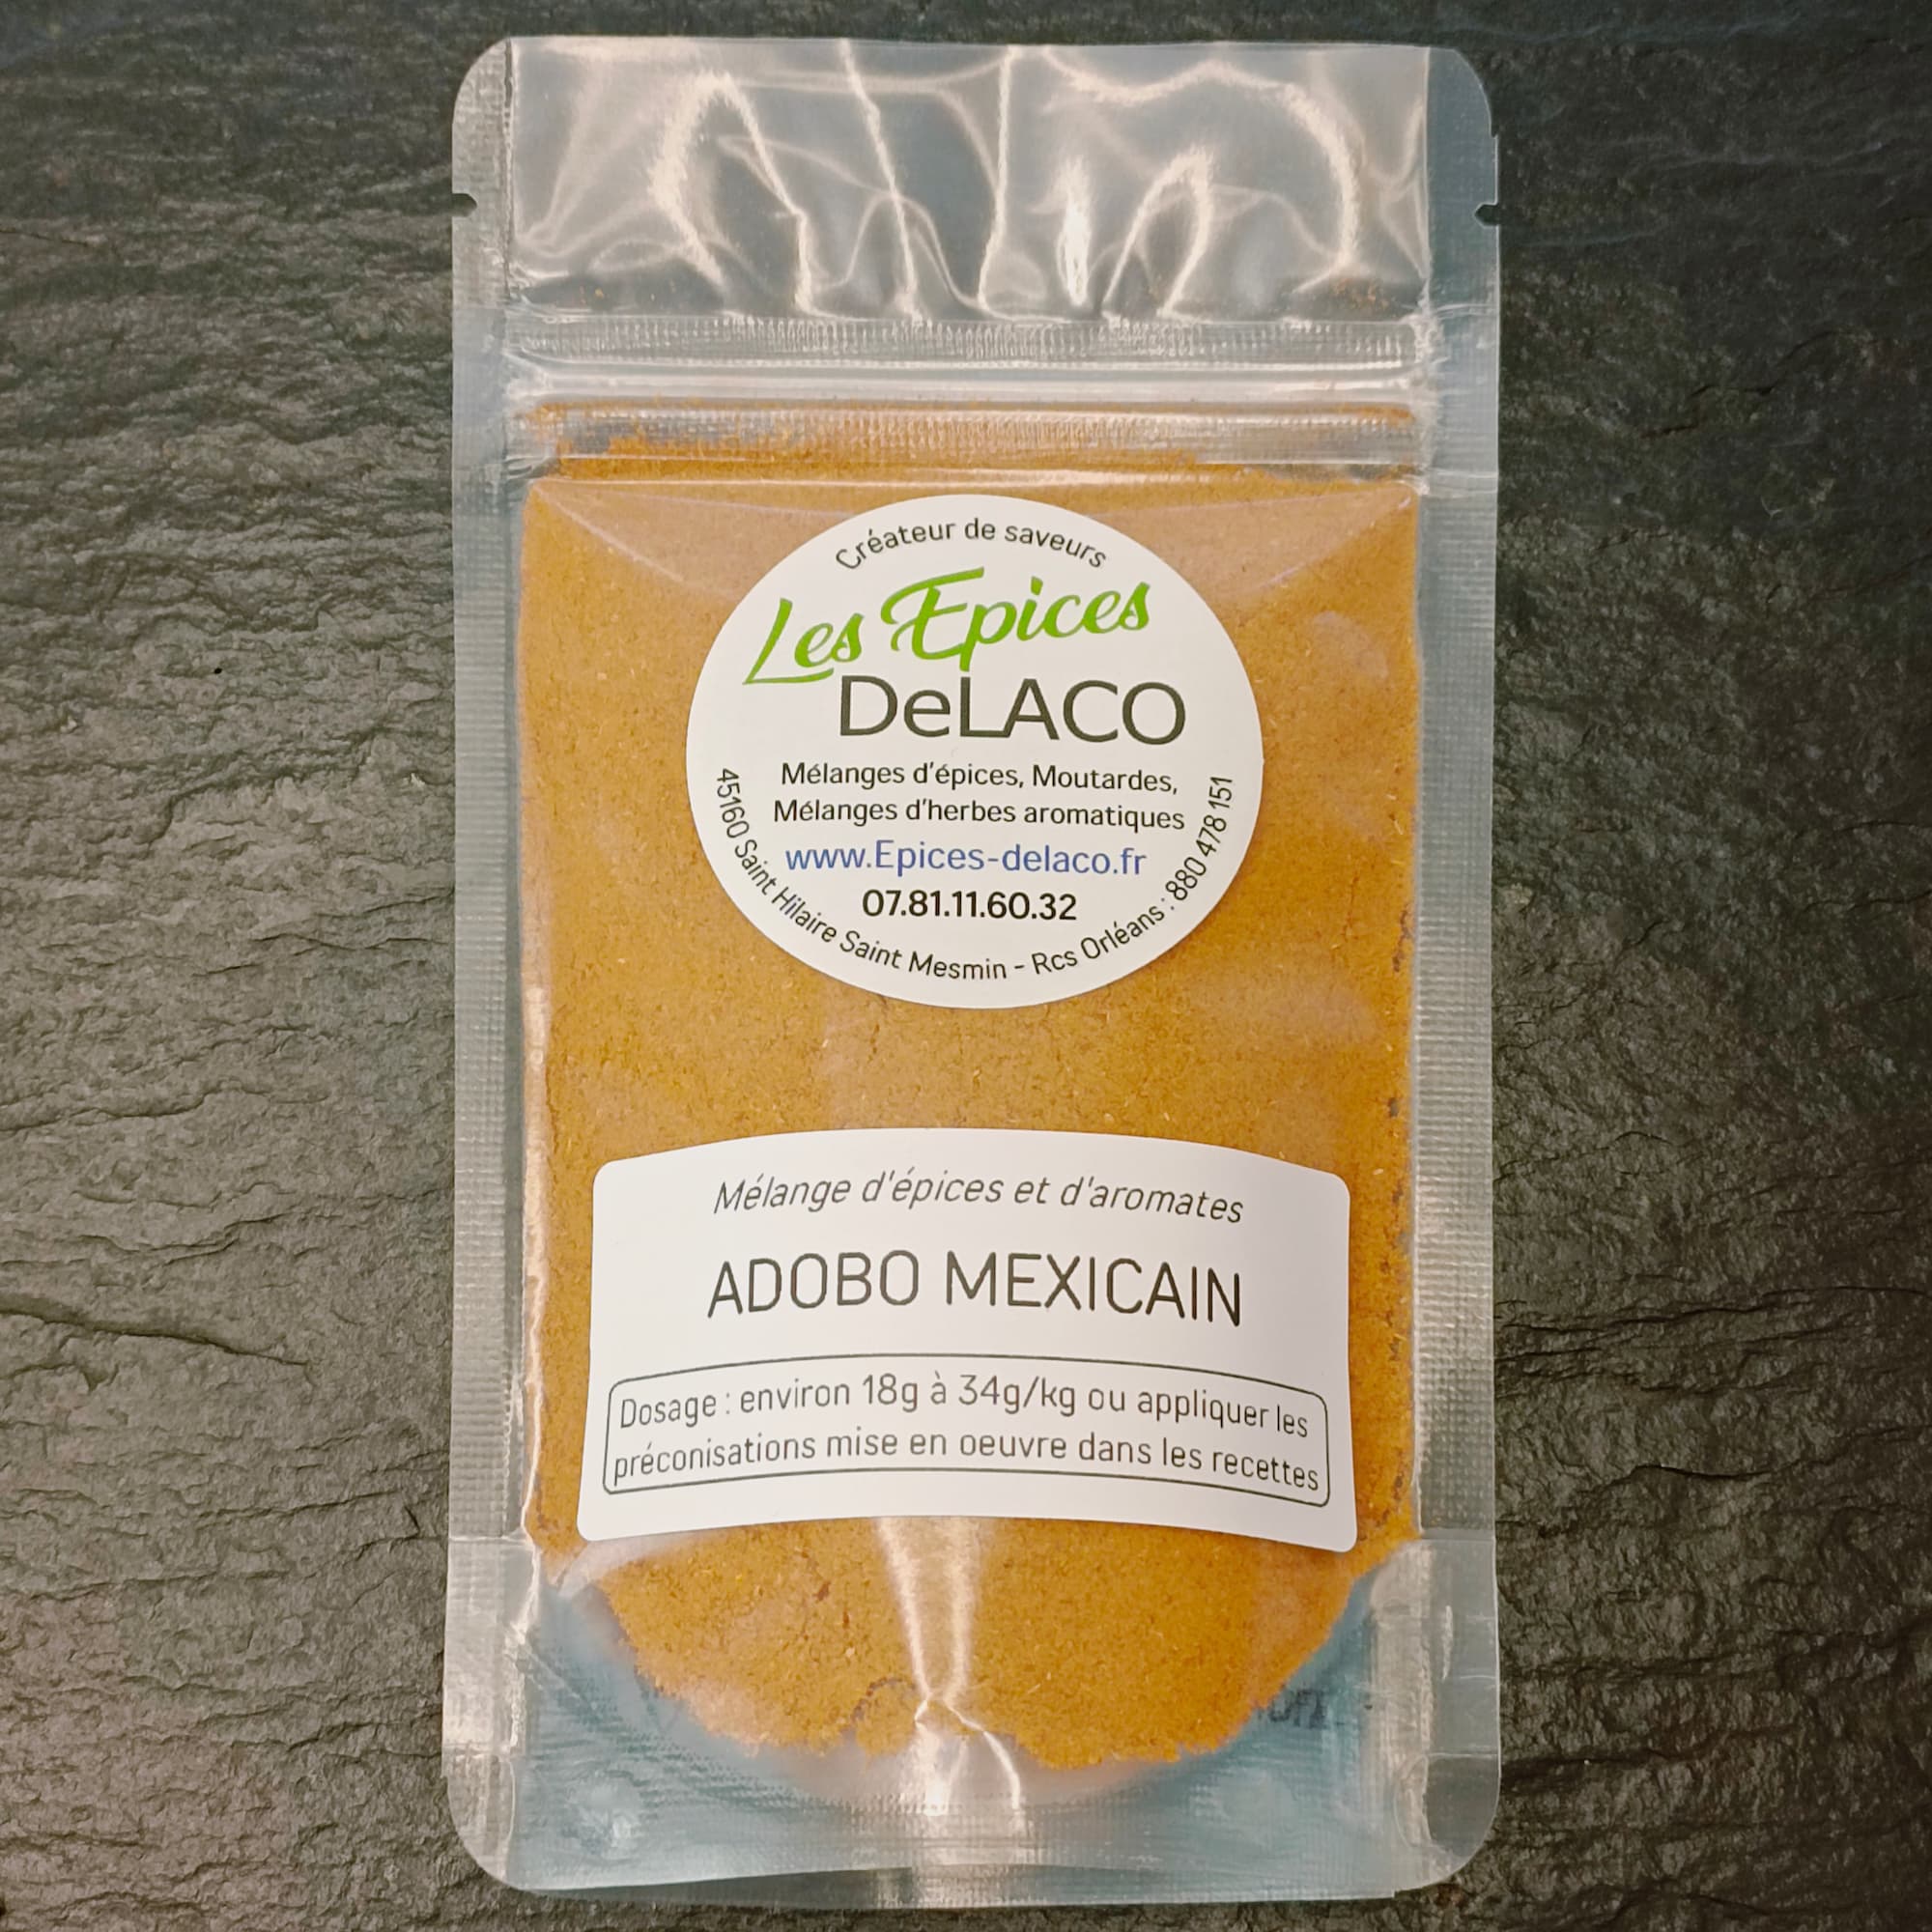 Créateur de saveurs
Les Epices
DeLACO
Mélanges d'épices, Moutardes,
Mélanges d'herbes aromatiques
www.Epices-delaco.fr
07.81.11.60.32
45160 Saint Hilaire Saint Mesmin - Rcs Orléans : 880 478 151
Mélange d'épices et d'aromates
ADOBO MEXICAIN
Dosage : environ 18g à 34g/kg ou appliquer les
préconisations mise en oeuvre dans les recettes